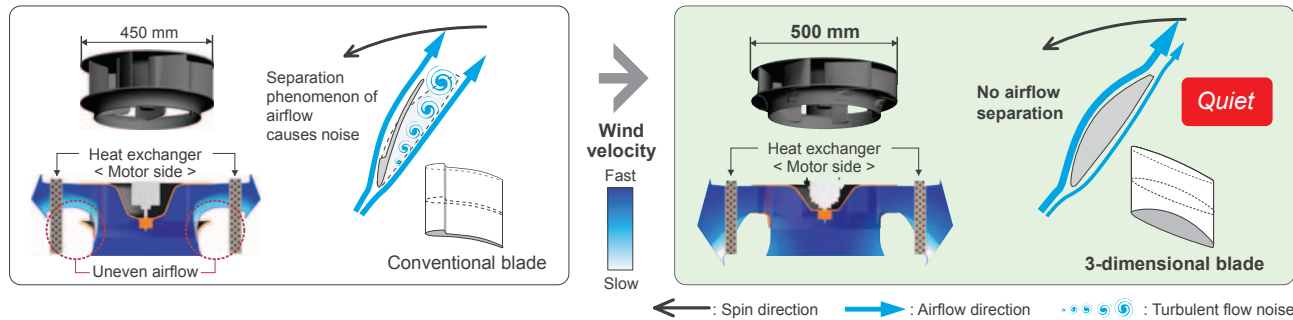 450 mm
Separation
phenomenon of
airflow
causes noise
Heat exchanger
< Motor side >
Uneven airflow
Conventional blade
Wind
velocity
Fast
Slow
500 mm
No airflow
separation
Quiet
Heat exchanger
< Motor side >
3-dimensional blade
: Spin direction
: Airflow direction
: Turbulent flow noise